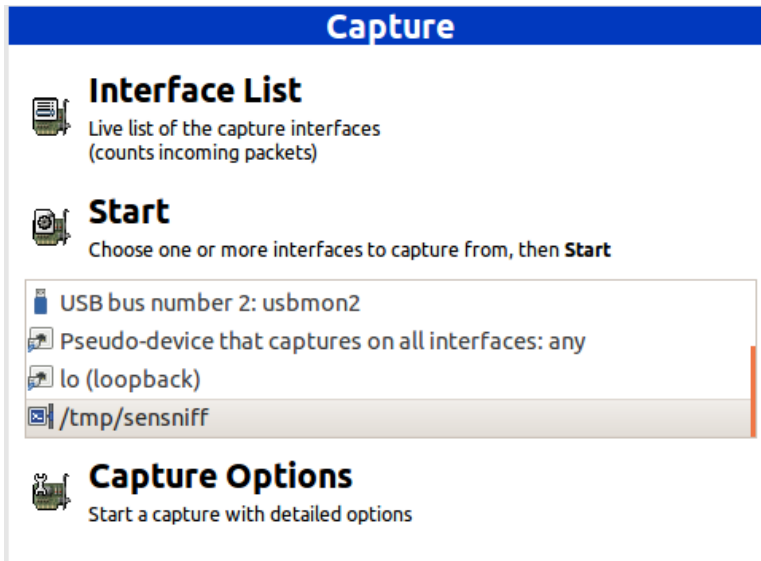 Capture
Interface List
Live list of the capture interfaces
(counts incoming packets)
Start
Choose one or more interfaces to capture from, then Start
USB bus number 2: usbmon2
Pseudo-device that captures on all interfaces: any
lo (loopback)
/tmp/sensniff
Capture Options
Start a capture with detailed options